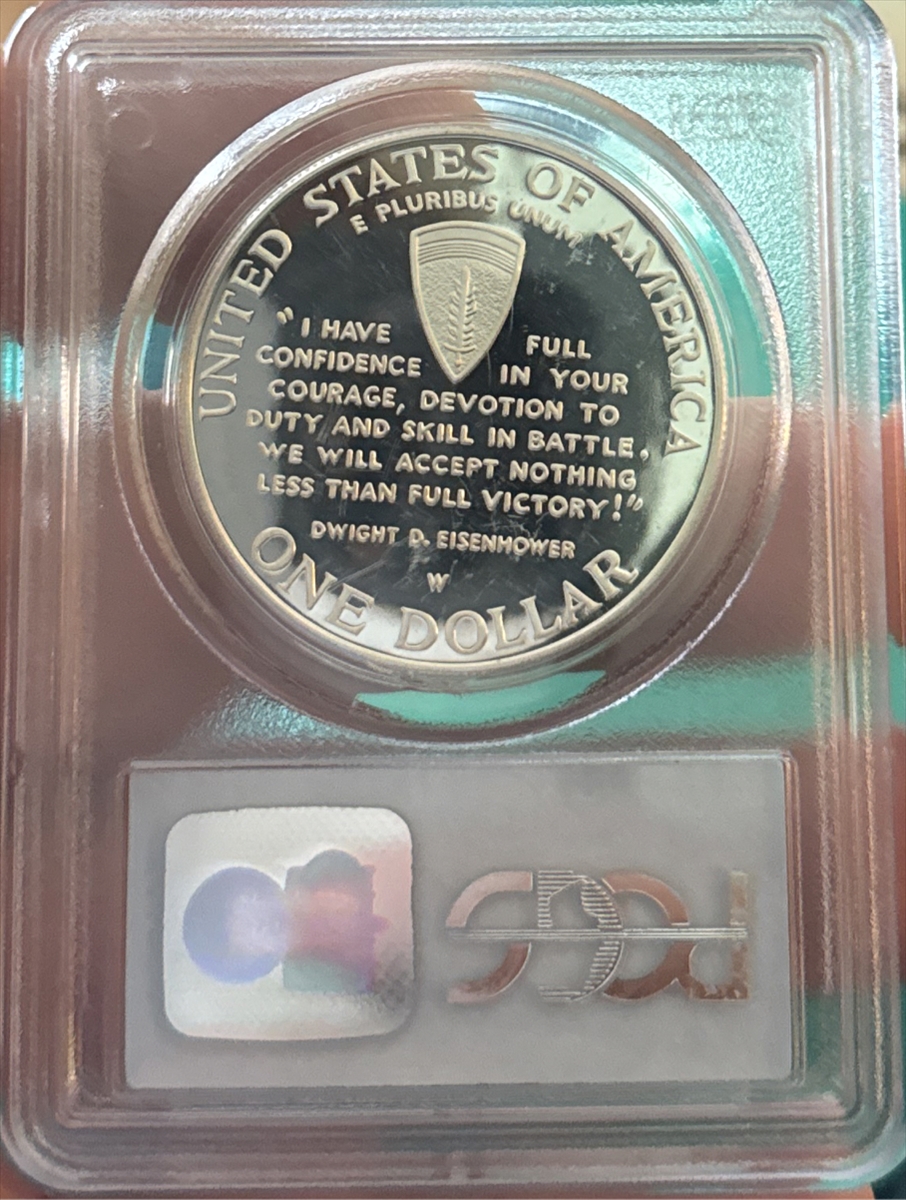 UNITED STATES OF AMERICA
E PLURIBUS UNUM
"I HAVE FULL
CONFIDENCE IN YOUR
COURAGE, DEVOTION TO
DUTY AND SKILL IN BATTLE.
WE WILL ACCEPT NOTHING
LESS THAN FULL VICTORY!"
DWIGHT D. EISENHOWER
W
ONE DOLLAR
PCGS